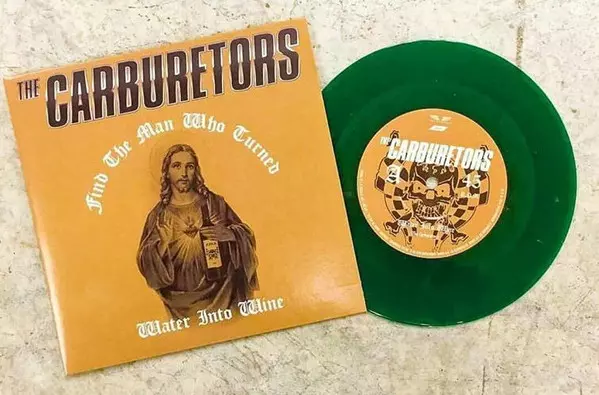 THE CARBURETORS
Find The Man Who Turned
Water Into Wine
THE CARBURETORS